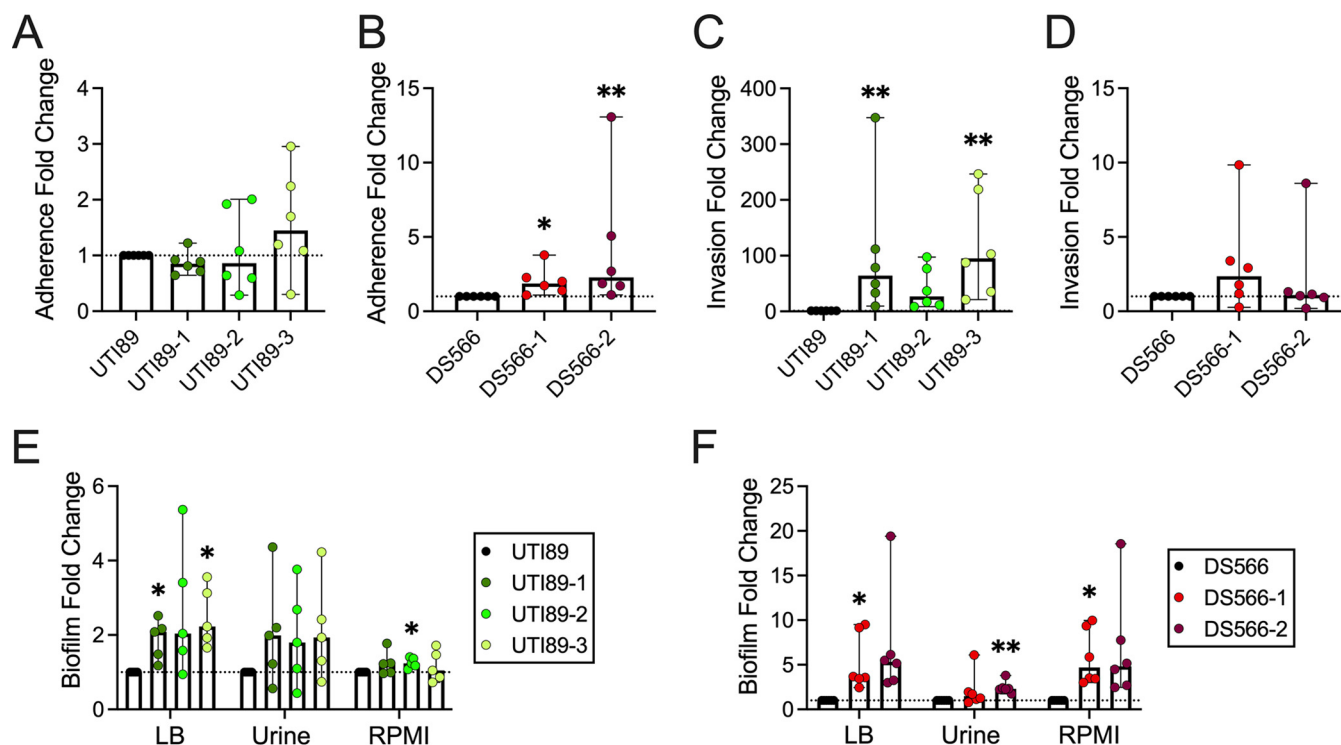 A
Adherence Fold Change
4
3
2
1
0
UTI89
UTI89-1
UTI89-2
UTI89-3
B
Adherence Fold Change
15
10
5
0
*
**
DS566
DS566-1
DS566-2
C
Invasion Fold Change
400
300
200
100
0
**
**
UTI89
UTI89-1
UTI89-2
UTI89-3
D
Invasion Fold Change
15
10
5
0
DS566
DS566-1
DS566-2
E
Biofilm Fold Change
6
4
2
0
*
*
*
LB
Urine
RPMI
UTI89
UTI89-1
UTI89-2
UTI89-3
F
Biofilm Fold Change
25
20
15
10
5
0
*
**
*
LB
Urine
RPMI
DS566
DS566-1
DS566-2